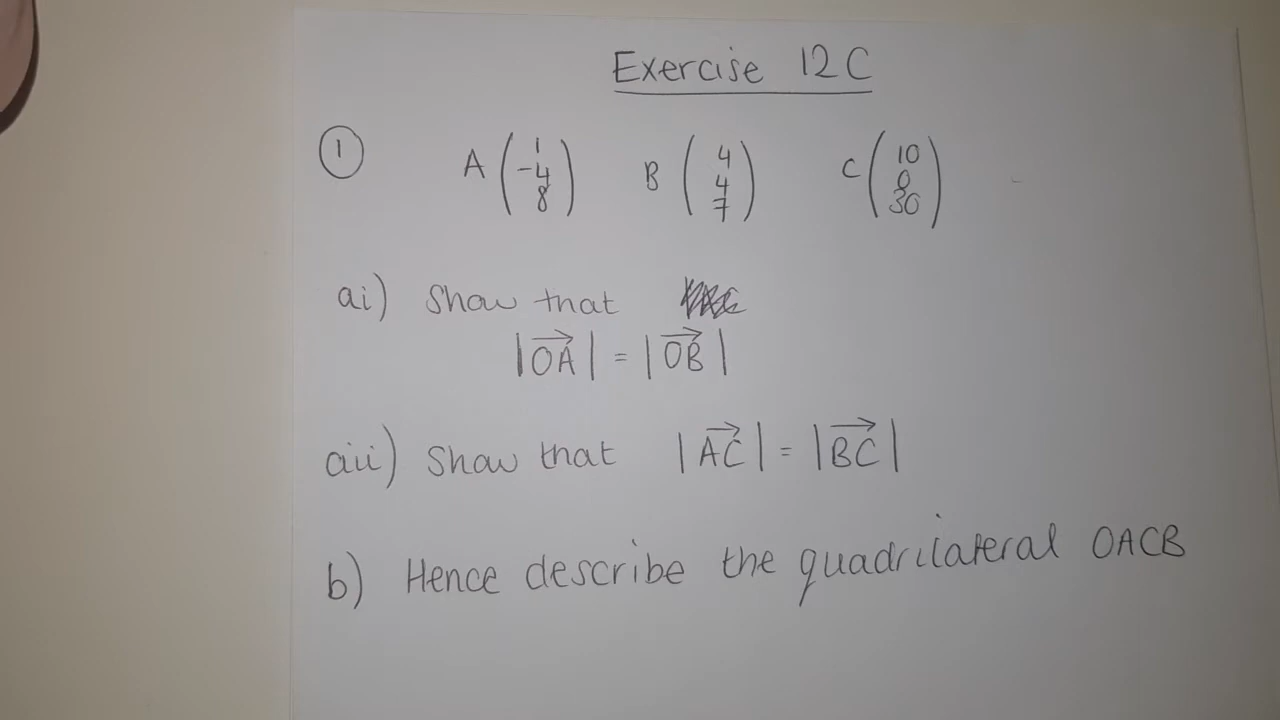 Exercise 12C
① A (1 -4 8) B (4 4 7) C (10 0 30)
ai) Show that
|OA| = |OB|
aii) Show that |AC| = |BC|
b) Hence describe the quadrilateral OACB